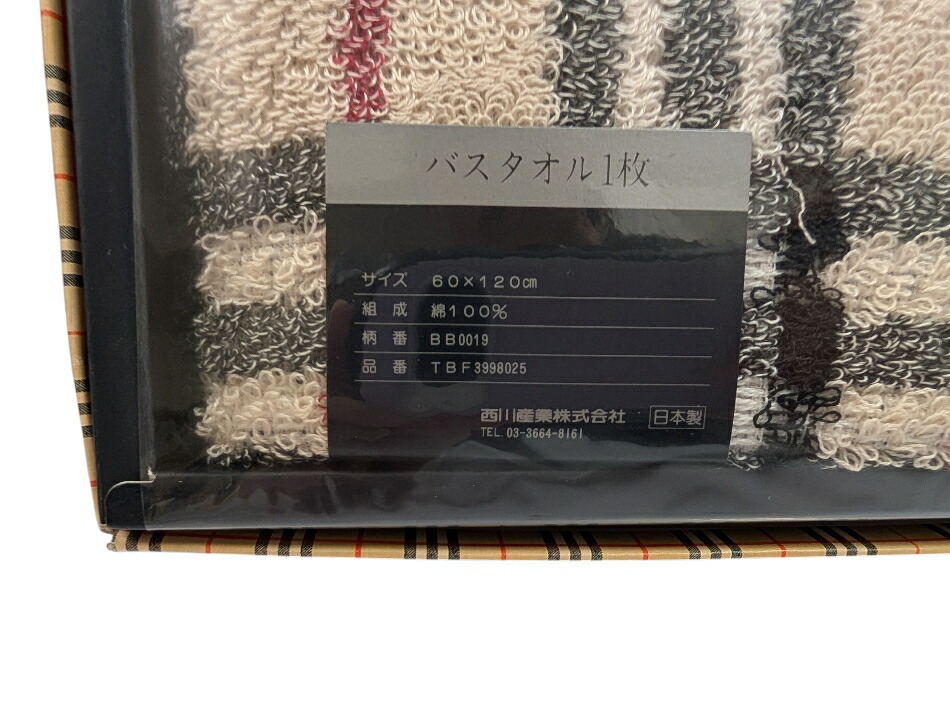 バスタオル1枚
サイズ 60×120cm
組成 綿100%
柄番 BB0019
品番 TBF3998025
西川産業株式会社 日本製
TEL. 03-3664-8161